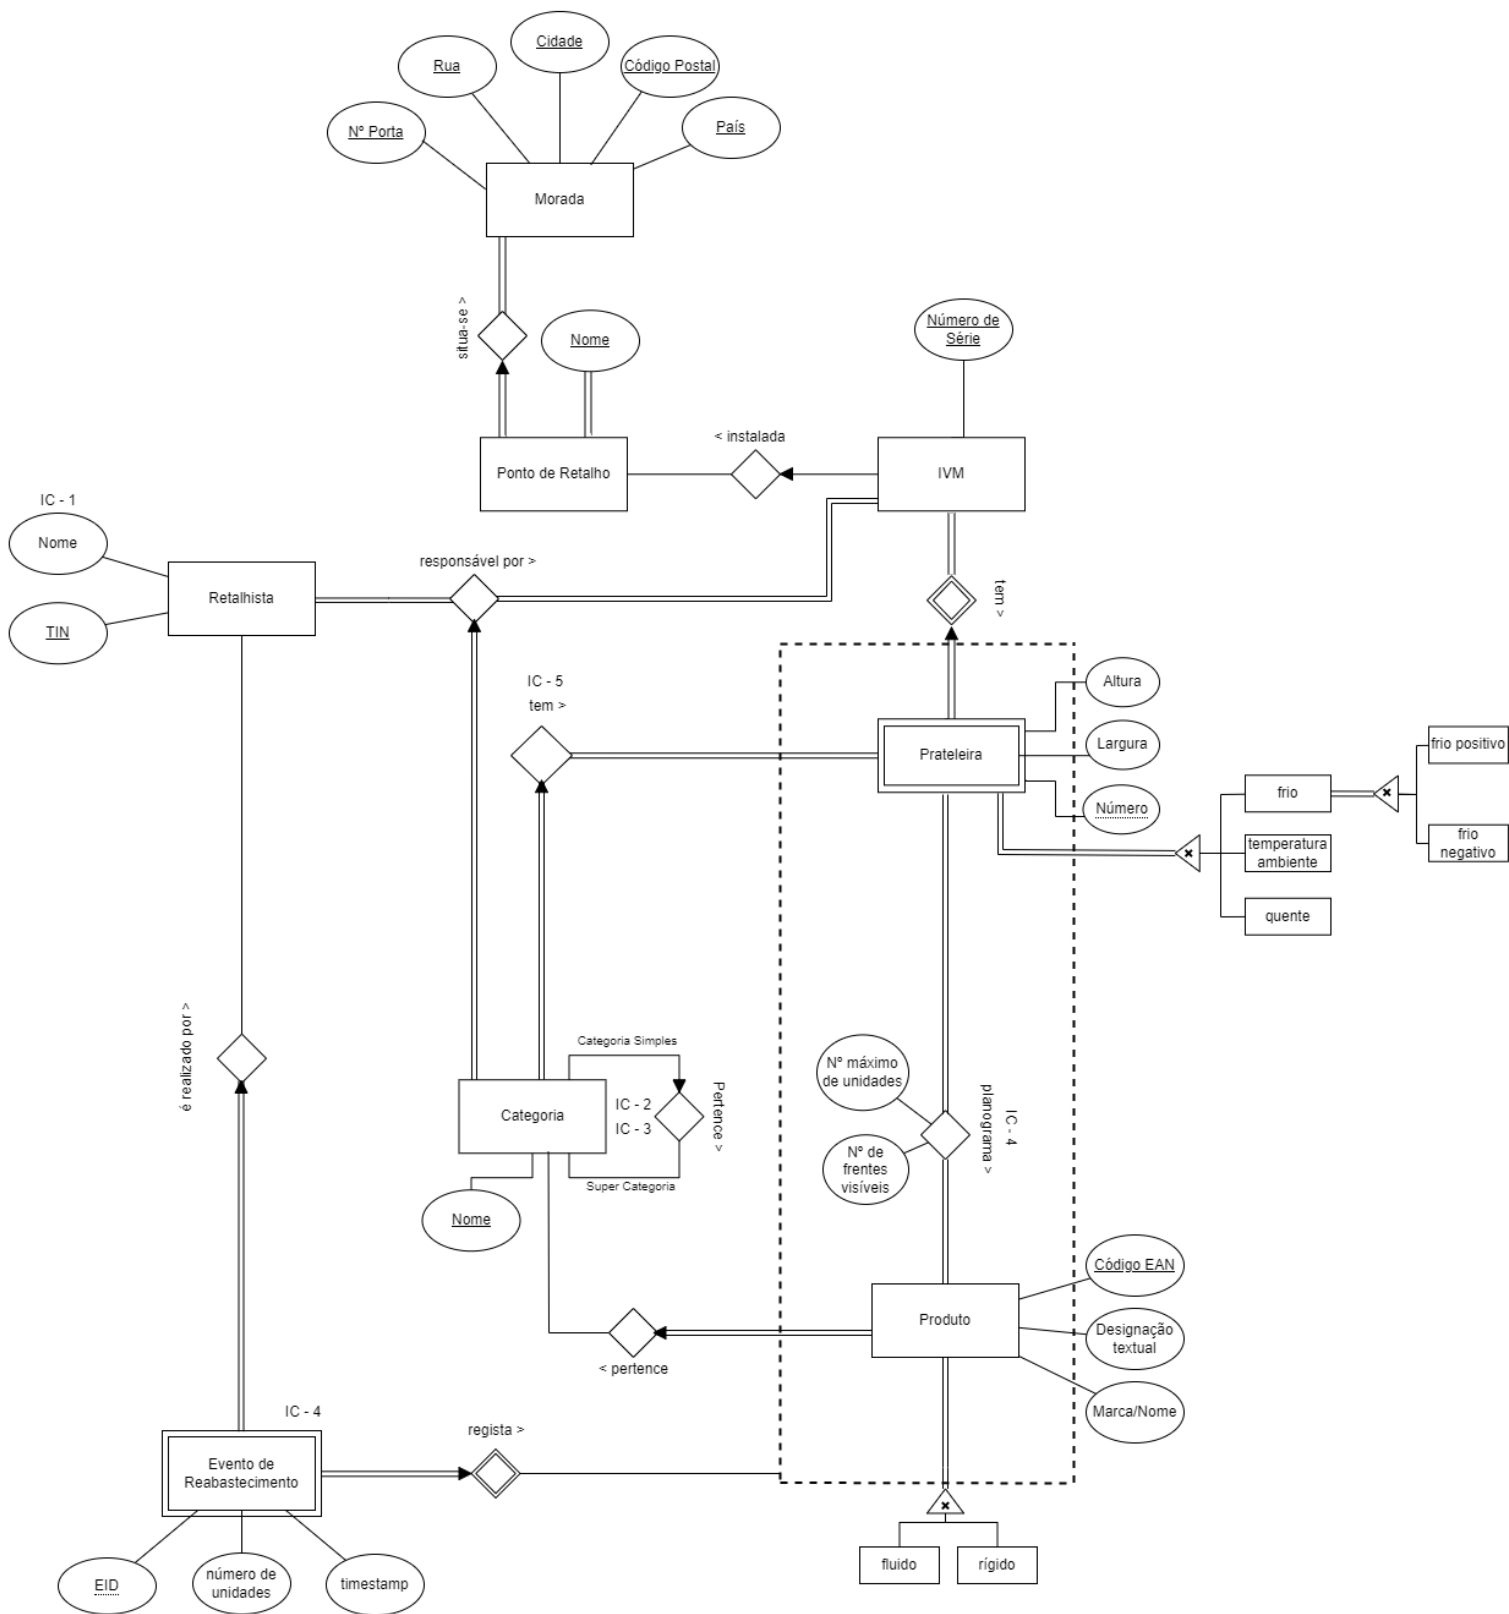 Cidade
Rua
Código Postal
Nº Porta
País
Morada
situa-se >
Nome
Número de
Série
< instalada
Ponto de Retalho
IVM
IC - 1
Nome
responsável por >
Retalhista
tem >
TIN
IC - 5
tem >
Altura
Prateleira
Largura
Número
frio positivo
frio
temperatura
ambiente
frio
negativo
quente
é realizado por >
Categoria Simples
Categoria
IC - 2
IC - 3
Pertence >
Super Categoria
Nome
Nº máximo
de unidades
Nº de
frentes
visíveis
IC - 4
planograma >
Código EAN
Produto
Designação
textual
Marca/Nome
< pertence
IC - 4
regista >
Evento de
Reabastecimento
EID
número de
unidades
timestamp
fluido
rígido